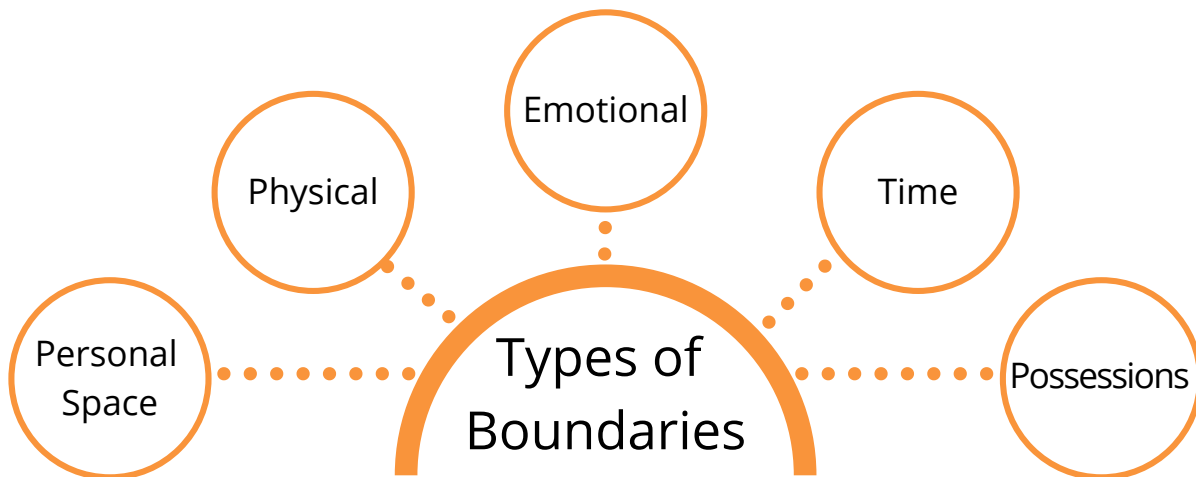 Emotional
Physical
Time
Personal
Space
Types of
Boundaries
Possessions